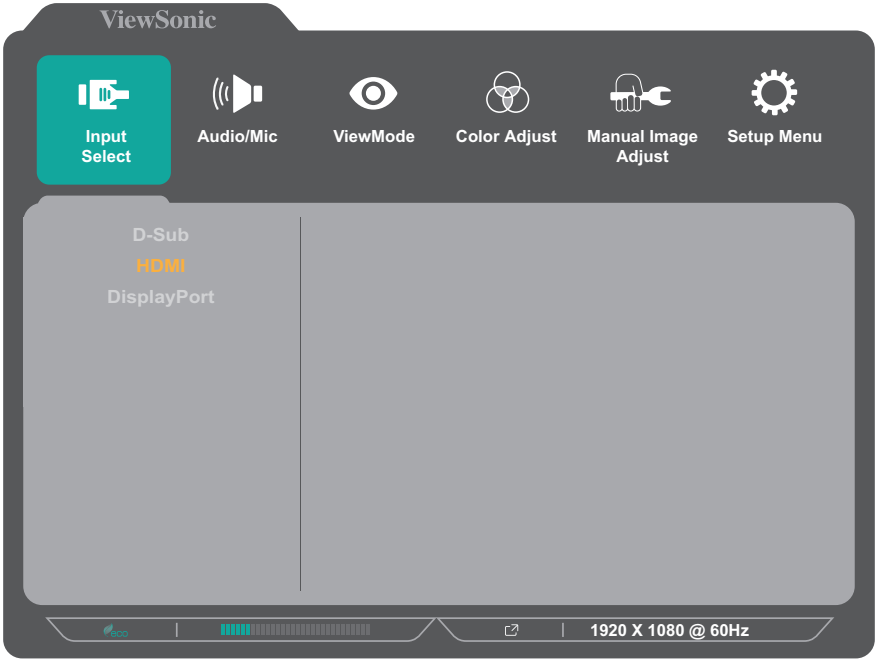 ViewSonic
Input
Select
Audio/Mic
ViewMode
Color Adjust
Manual Image
Adjust
Setup Menu
D-Sub
HDMI
DisplayPort
eco
1920 X 1080 @ 60Hz